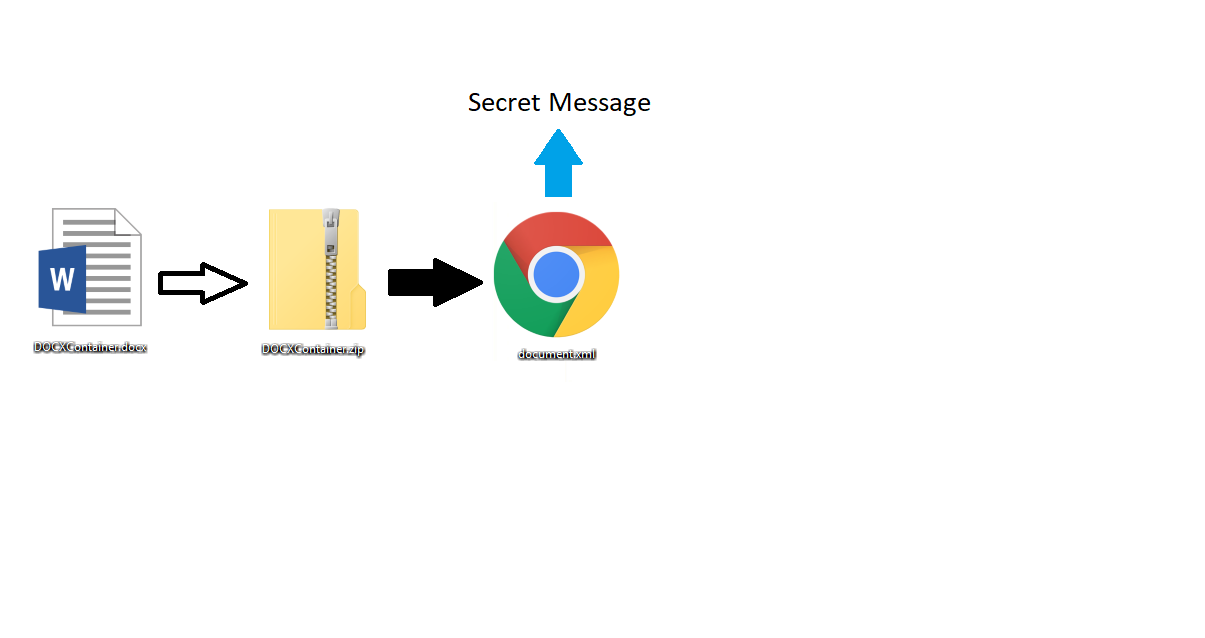 Secret Message
W
DOCXContainer.docx
DOCXContainer.zip
document.xml